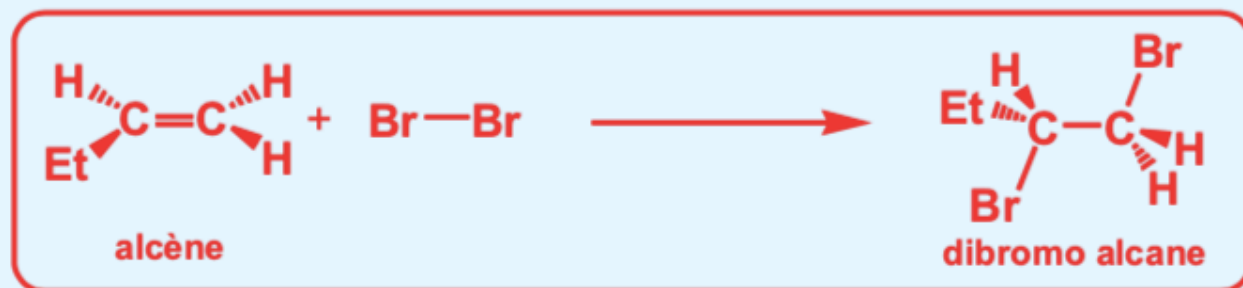 H H Br
H C=C + Br—Br Et C—C H
Et H Br H
alcène dibromo alcane